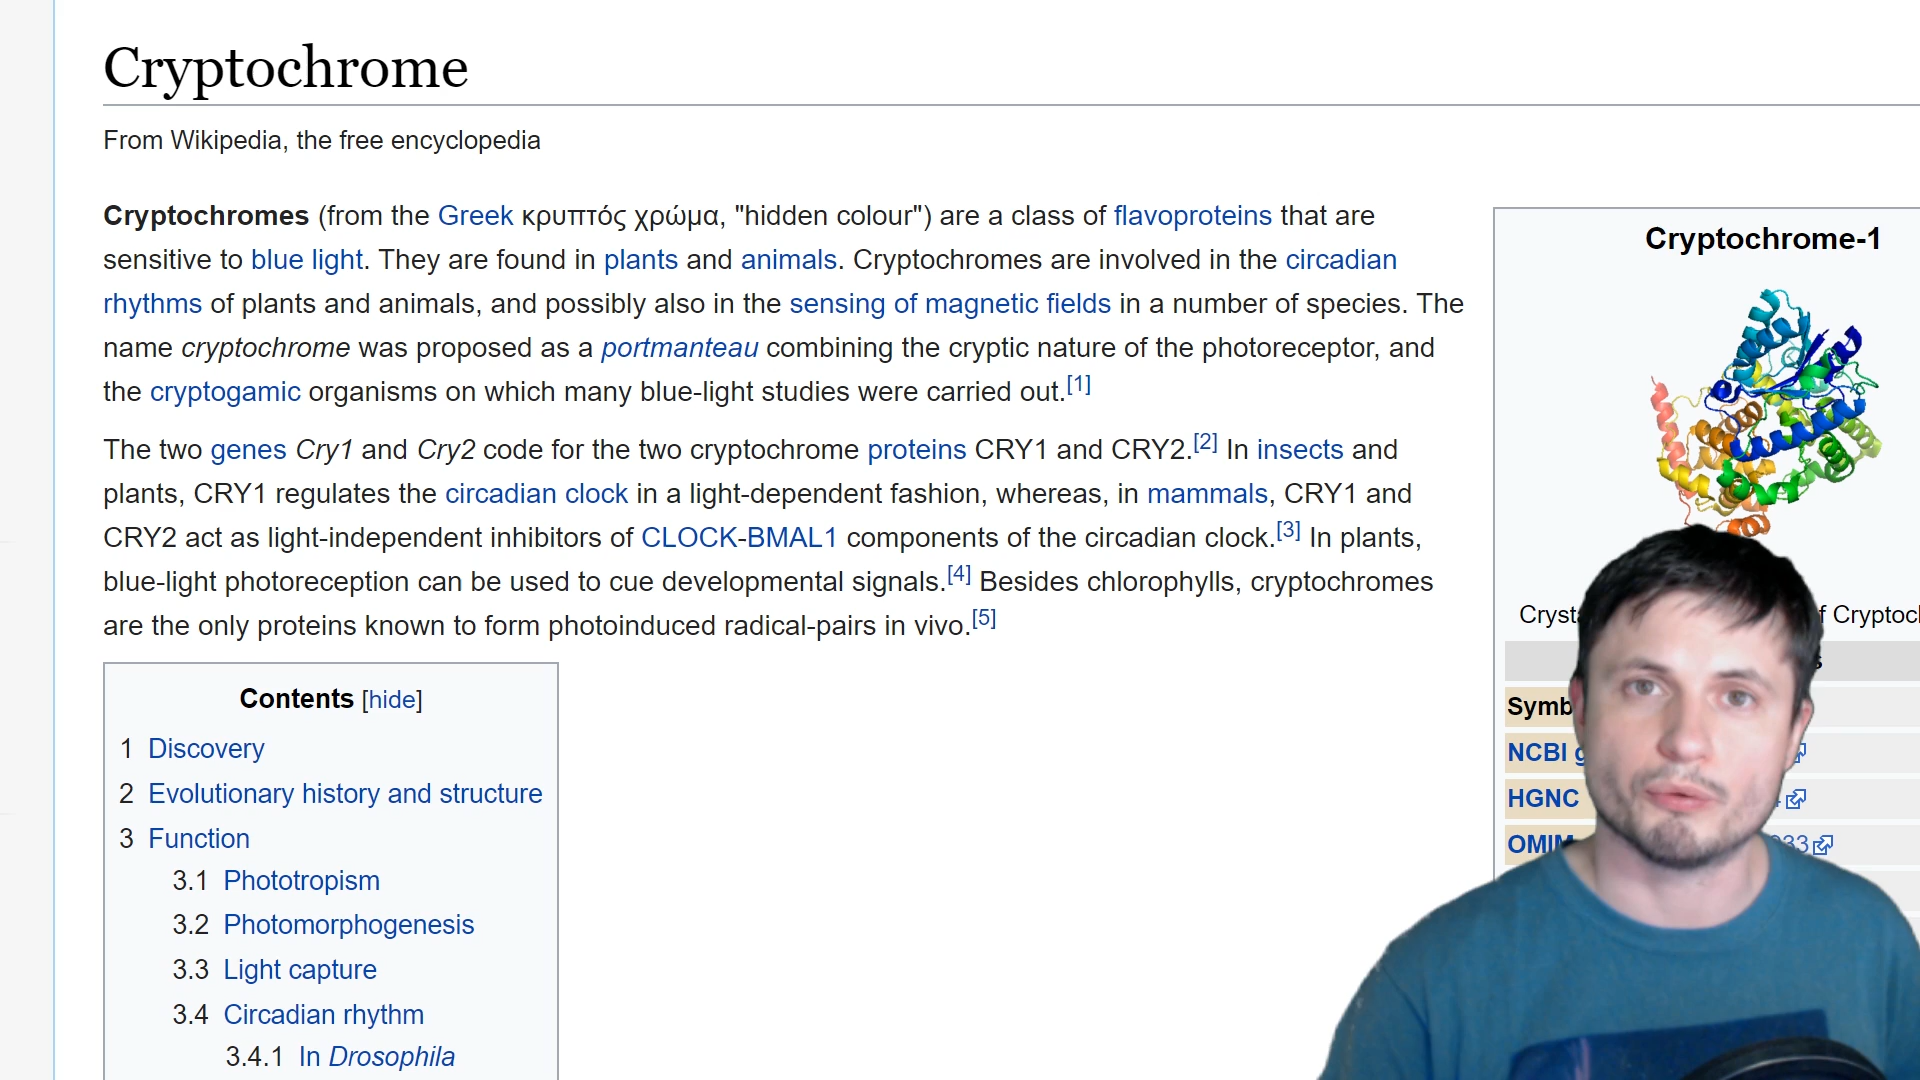 Cryptochrome
From Wikipedia, the free encyclopedia
Cryptochromes (from the Greek κρυπτός χρώμα, "hidden colour") are a class of flavoproteins that are
sensitive to blue light. They are found in plants and animals. Cryptochromes are involved in the circadian
rhythms of plants and animals, and possibly also in the sensing of magnetic fields in a number of species. The
name cryptochrome was proposed as a portmanteau combining the cryptic nature of the photoreceptor, and
the cryptogamic organisms on which many blue-light studies were carried out.[1]
The two genes Cry1 and Cry2 code for the two cryptochrome proteins CRY1 and CRY2.[2] In insects and
plants, CRY1 regulates the circadian clock in a light-dependent fashion, whereas, in mammals, CRY1 and
CRY2 act as light-independent inhibitors of CLOCK-BMAL1 components of the circadian clock.[3] In plants,
blue-light photoreception can be used to cue developmental signals.[4] Besides chlorophylls, cryptochromes
are the only proteins known to form photoinduced radical-pairs in vivo.[5]
Contents [hide]
1 Discovery
2 Evolutionary history and structure
3 Function
3.1 Phototropism
3.2 Photomorphogenesis
3.3 Light capture
3.4 Circadian rhythm
3.4.1 In Drosophila
Cryptochrome-1
NCBI
HGNC
OMIM